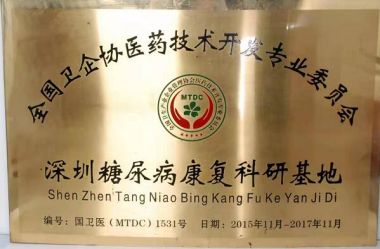 全国卫企协医药技术开发专业委员会
MTDC
深圳糖尿病康复科研基地
Shen Zhen Tang Niao Bing Kang Fu Ke Yan Ji Di
编号：国卫医（MTDC）1531号 日期：2015年11月-2017年11月